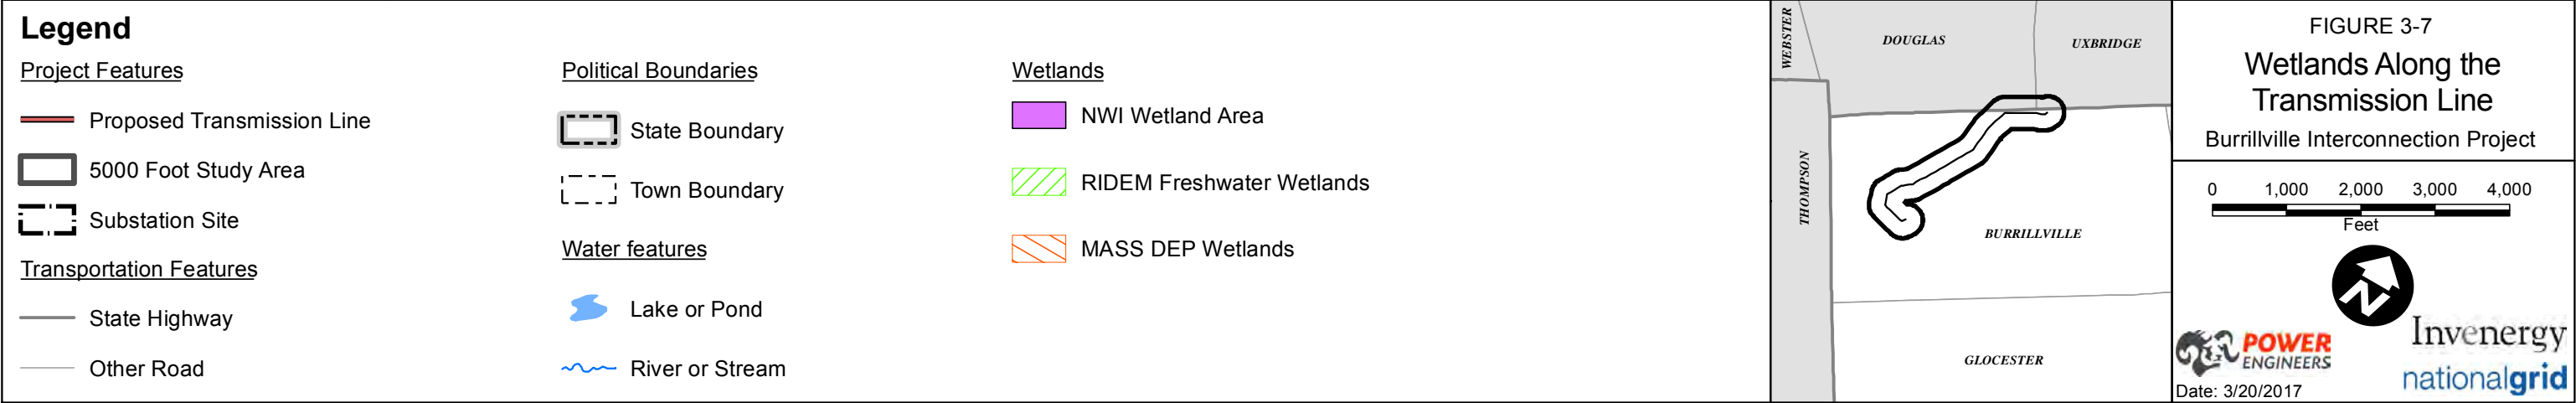 Legend
Project Features
Proposed Transmission Line
5000 Foot Study Area
Substation Site
Transportation Features
State Highway
Other Road
Political Boundaries
State Boundary
Town Boundary
Water features
Lake or Pond
River or Stream
Wetlands
NWI Wetland Area
RIDEM Freshwater Wetlands
MASS DEP Wetlands
WEBSTER
DOUGLAS
UXBRIDGE
THOMPSON
BURRILLVILLE
GLOCESTER
FIGURE 3-7
Wetlands Along the
Transmission Line
Burrillville Interconnection Project
0 1,000 2,000 3,000 4,000
Feet
N
POWER
ENGINEERS
Invenergy
nationalgrid
Date: 3/20/2017